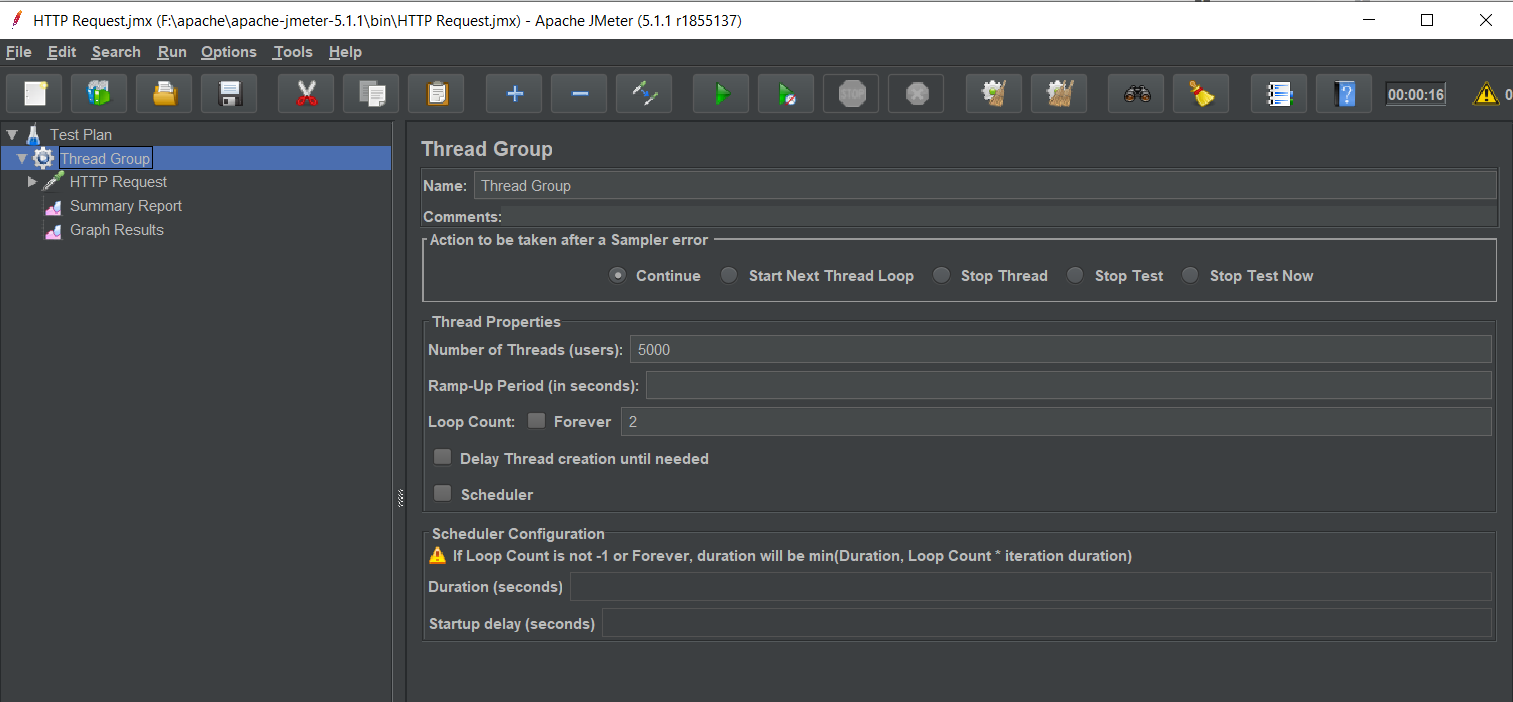 HTTP Request.jmx (F:\apache\apache-jmeter-5.1.1\bin\HTTP Request.jmx) - Apache JMeter (5.1.1 r1855137)
File Edit Search Run Options Tools Help
STOP
?
00:00:16
0
Test Plan
Thread Group
HTTP Request
Summary Report
Graph Results
Thread Group
Name: Thread Group
Comments:
Action to be taken after a Sampler error
Continue Start Next Thread Loop Stop Thread Stop Test Stop Test Now
Thread Properties
Number of Threads (users): 5000
Ramp-Up Period (in seconds):
Loop Count: Forever 2
Delay Thread creation until needed
Scheduler
Scheduler Configuration
If Loop Count is not -1 or Forever, duration will be min(Duration, Loop Count * iteration duration)
Duration (seconds)
Startup delay (seconds)